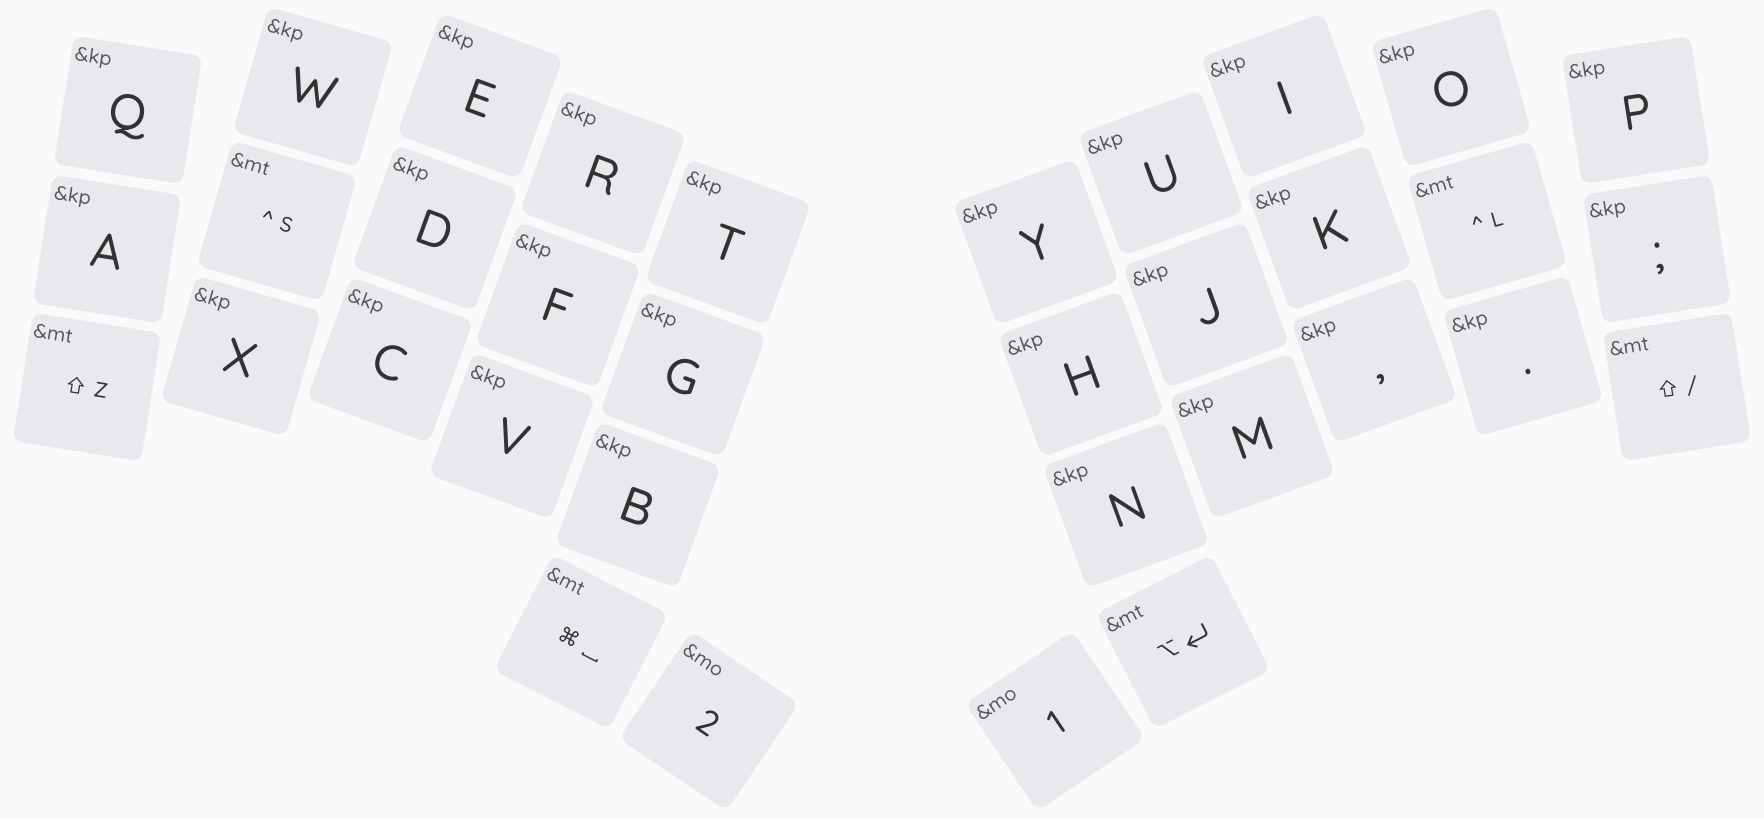 &kp Q
&kp W
&kp E
&kp R
&kp T
&kp Y
&kp U
&kp I
&kp O
&kp P
&kp A
&mt ^ S
&kp D
&kp F
&kp G
&kp H
&kp J
&kp K
&mt ^ L
&kp ;
&mt ⇧ Z
&kp X
&kp C
&kp V
&kp B
&kp N
&kp M
&kp ,
&kp .
&mt ⇧ /
&mt ⌘ ⎵
&mo 2
&mo 1
&mt ⌥ ↵